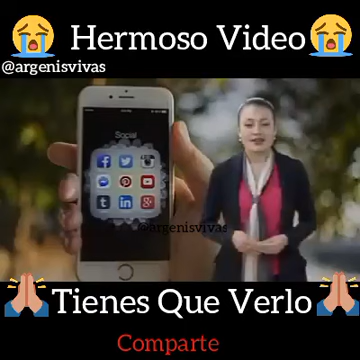 Hermoso Video
@argenisvivas
Social
@argenisvivas
Tienes Que Verlo
Comparte